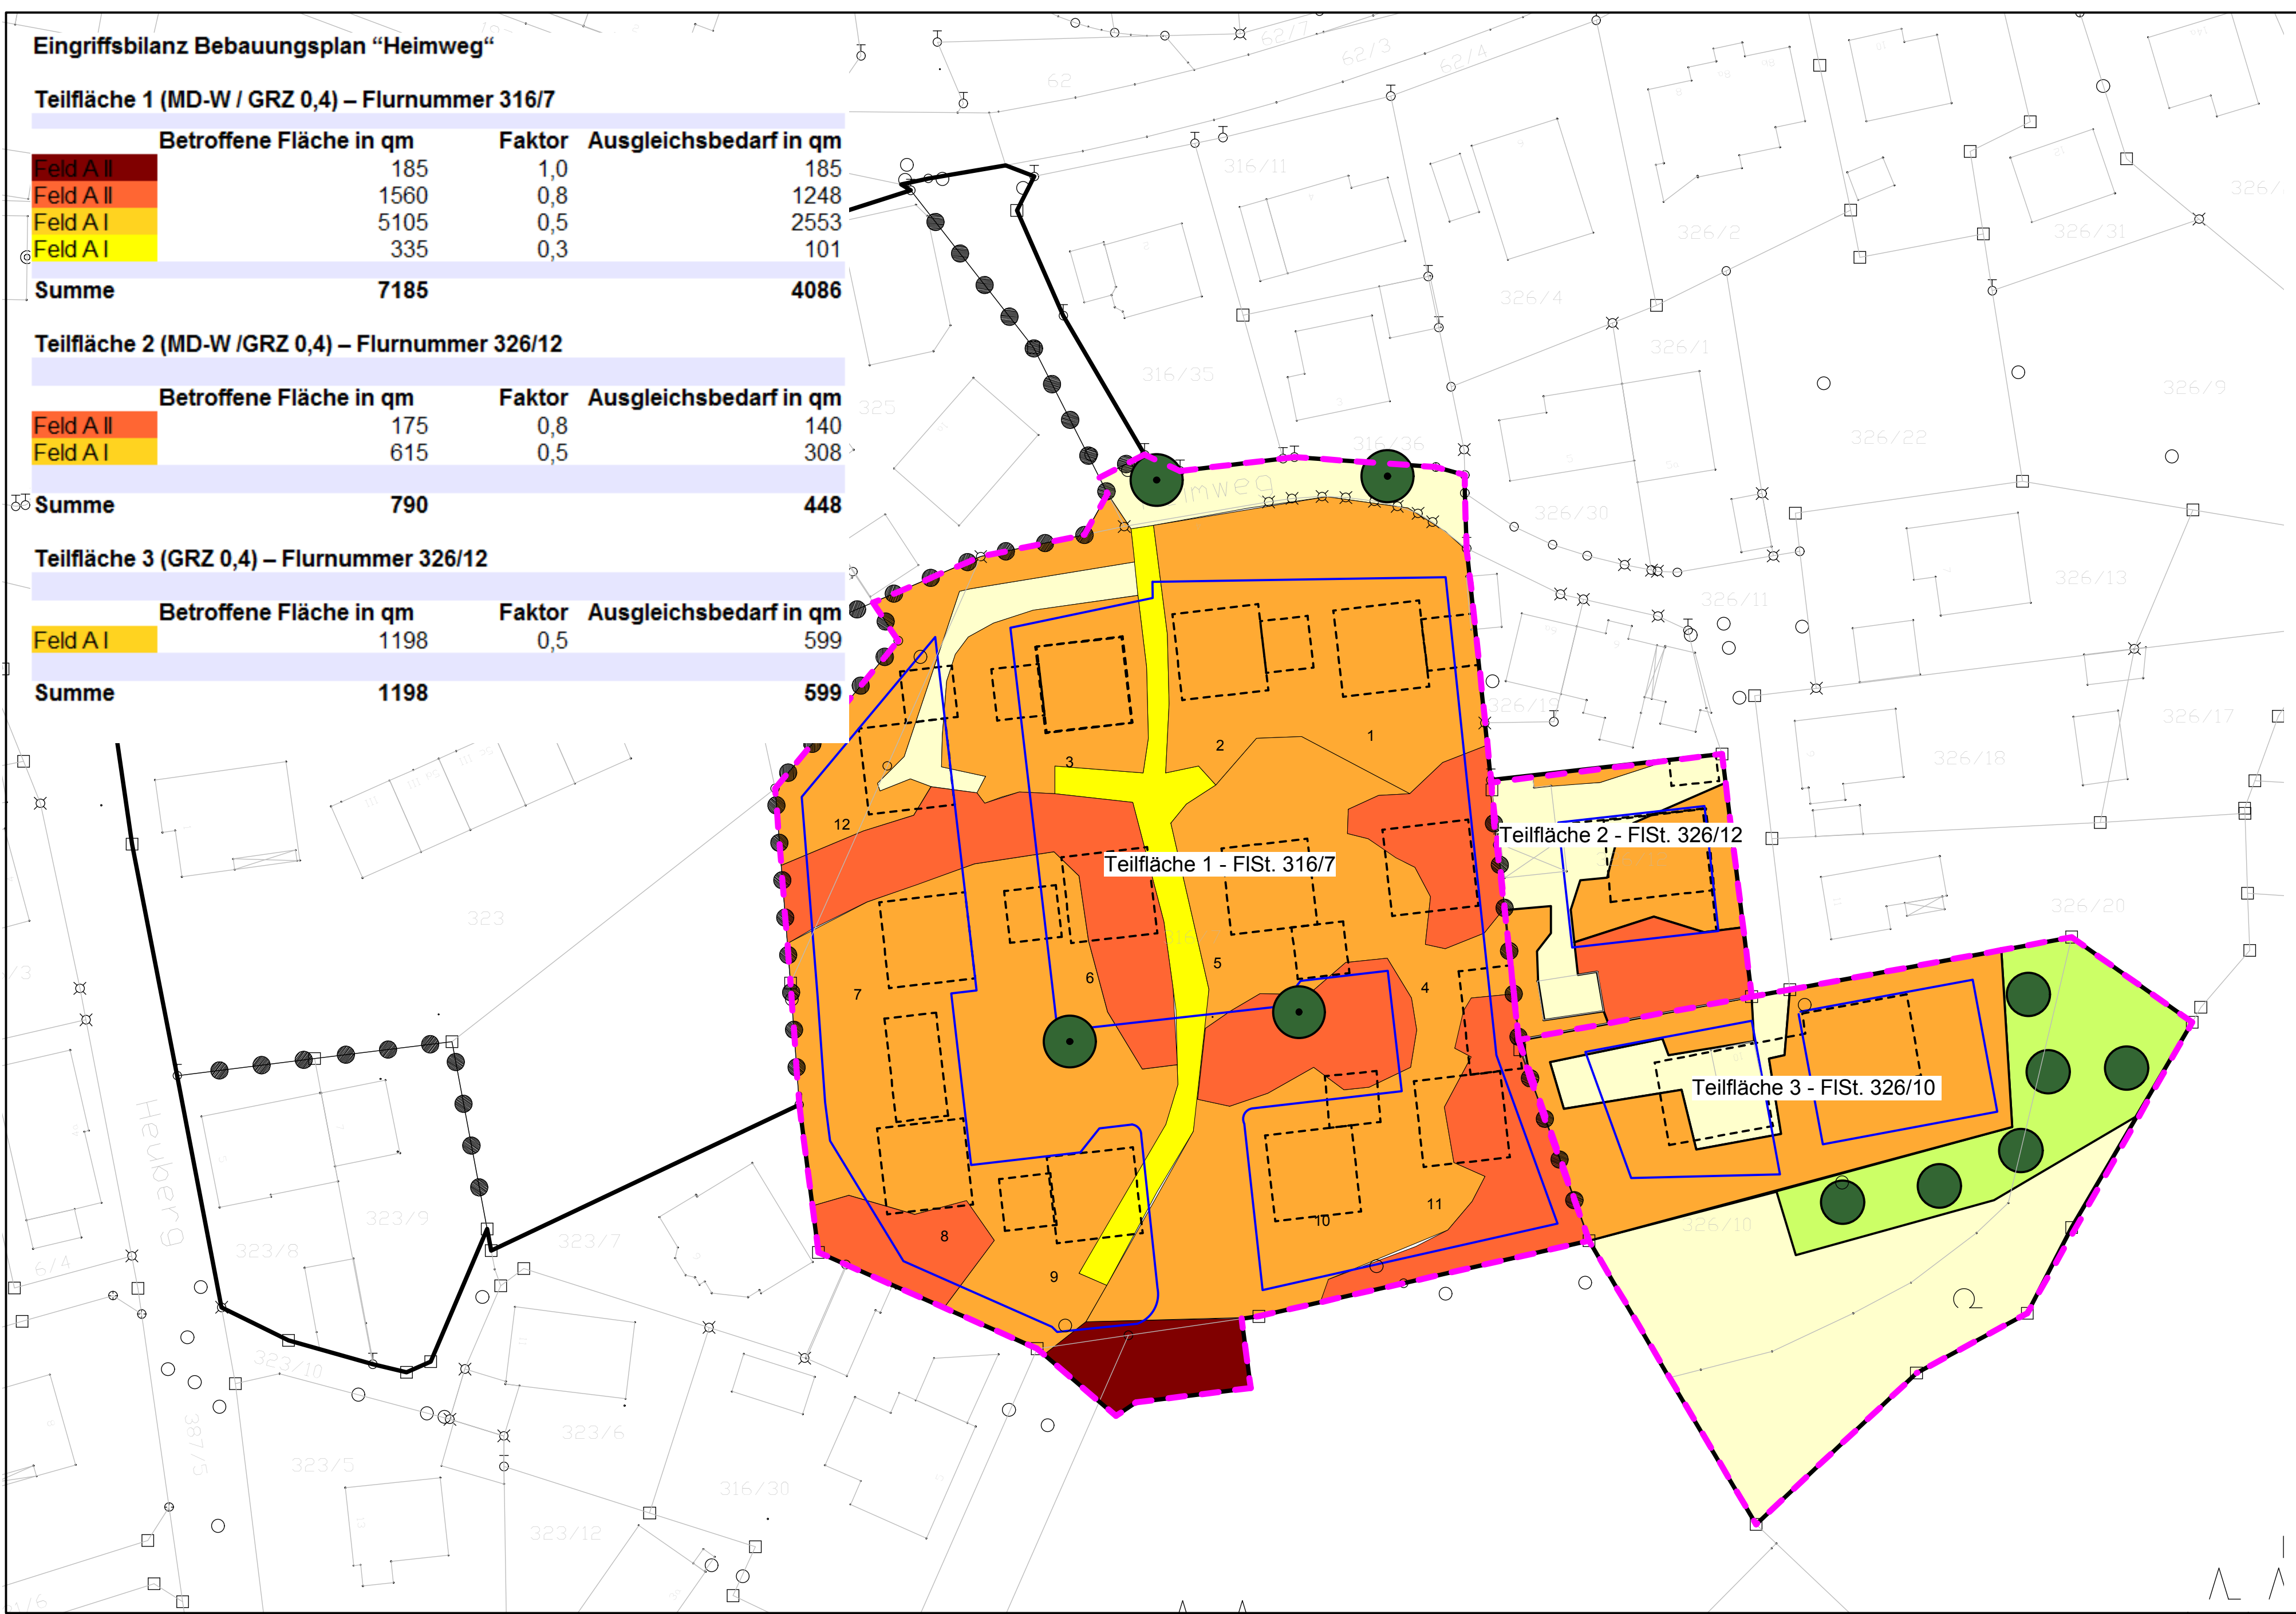 Eingriffsbilanz Bebauungsplan “Heimweg“
Teilfläche 1 (MD-W / GRZ 0,4) – Flurnummer 316/7
Betroffene Fläche in qm Faktor Ausgleichsbedarf in qm
Feld A II 185 1,0 185
Feld A II 1560 0,8 1248
Feld A I 5105 0,5 2553
Feld A I 335 0,3 101
Summe 7185 4086
Teilfläche 2 (MD-W /GRZ 0,4) – Flurnummer 326/12
Betroffene Fläche in qm Faktor Ausgleichsbedarf in qm
Feld A II 175 0,8 140
Feld A I 615 0,5 308
Summe 790 448
Teilfläche 3 (GRZ 0,4) – Flurnummer 326/12
Betroffene Fläche in qm Faktor Ausgleichsbedarf in qm
Feld A I 1198 0,5 599
Summe 1198 599
62/7
62/3
62/4
62
316/11
326/2
326/31
326/4
326/1
316/35
325
326/9
316/36
326/22
326/30
326/13
326/11
326/19
326/17
326/18
3
2
1
12
Teilfläche 1 - FlSt. 316/7
Teilfläche 2 - FlSt. 326/12
323
326/20
7
6
5
4
Teilfläche 3 - FlSt. 326/10
Heuberg
323/9
323/8
323/7
6/4
8
9
10
11
326/10
323/10
387/5
323/6
323/5
316/30
323/12